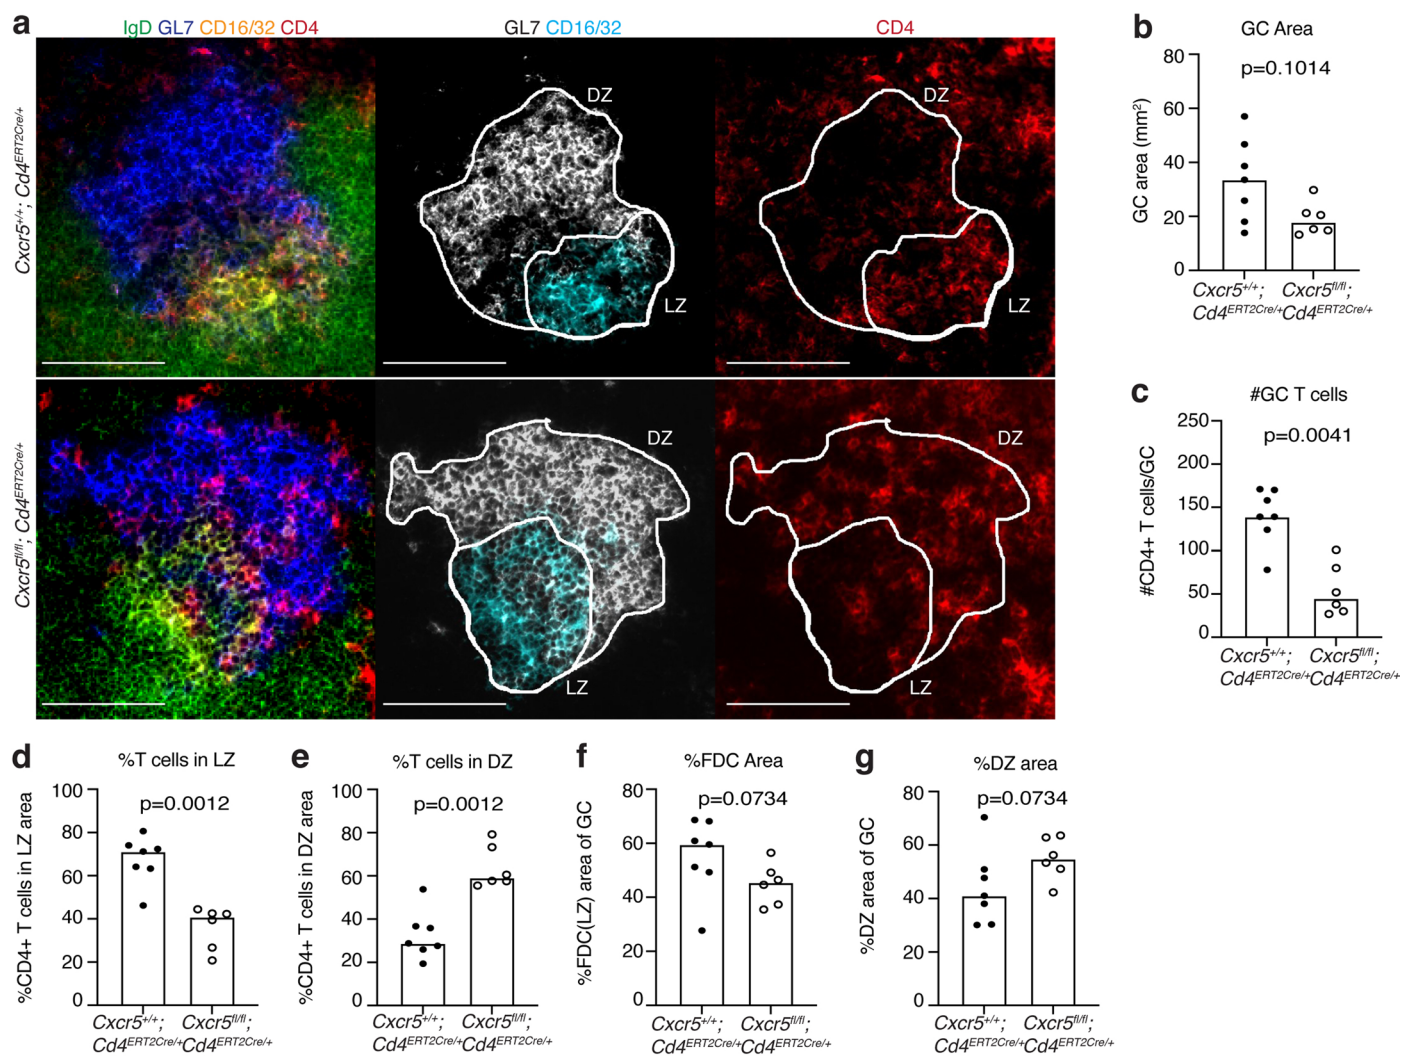 a
IgD GL7 CD16/32 CD4
GL7 CD16/32
CD4
Cxcr5+/+; Cd4ERT2Cre/+
DZ
LZ
DZ
LZ
Cxcr5fl/fl; Cd4ERT2Cre/+
DZ
LZ
DZ
LZ
b
GC Area
p=0.1014
GC area (mm²)
80
60
40
20
0
Cxcr5+/+; Cxcr5fl/fl;
Cd4ERT2Cre/+ Cd4ERT2Cre/+
c
#GC T cells
p=0.0041
#CD4+ T cells/GC
250
200
150
100
50
0
Cxcr5+/+; Cxcr5fl/fl;
Cd4ERT2Cre/+ Cd4ERT2Cre/+
d
%T cells in LZ
p=0.0012
%CD4+ T cells in LZ area
100
80
60
40
20
0
Cxcr5+/+; Cxcr5fl/fl;
Cd4ERT2Cre/+ Cd4ERT2Cre/+
e
%T cells in DZ
p=0.0012
%CD4+ T cells in DZ area
100
80
60
40
20
0
Cxcr5+/+; Cxcr5fl/fl;
Cd4ERT2Cre/+ Cd4ERT2Cre/+
f
%FDC Area
p=0.0734
%FDC(LZ) area of GC
80
60
40
20
0
Cxcr5+/+; Cxcr5fl/fl;
Cd4ERT2Cre/+ Cd4ERT2Cre/+
g
%DZ area
p=0.0734
%DZ area of GC
80
60
40
20
0
Cxcr5+/+; Cxcr5fl/fl;
Cd4ERT2Cre/+ Cd4ERT2Cre/+